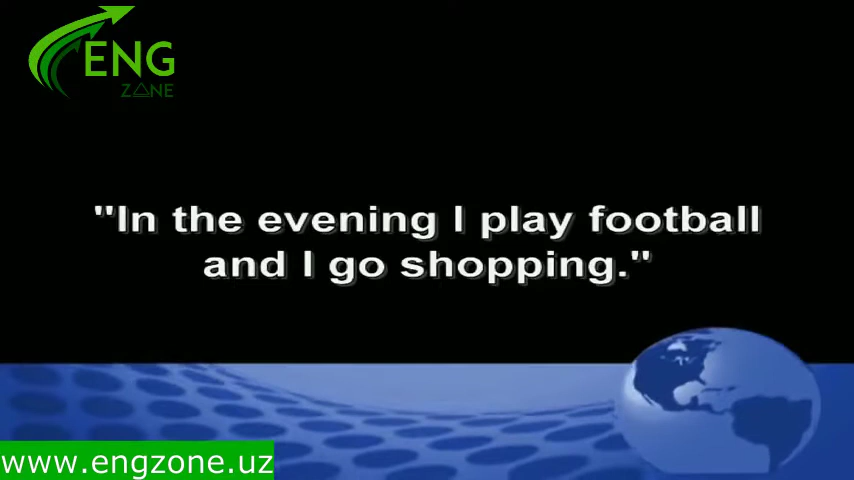 ENG
ZONE
"In the evening I play football
and I go shopping."
www.engzone.uz